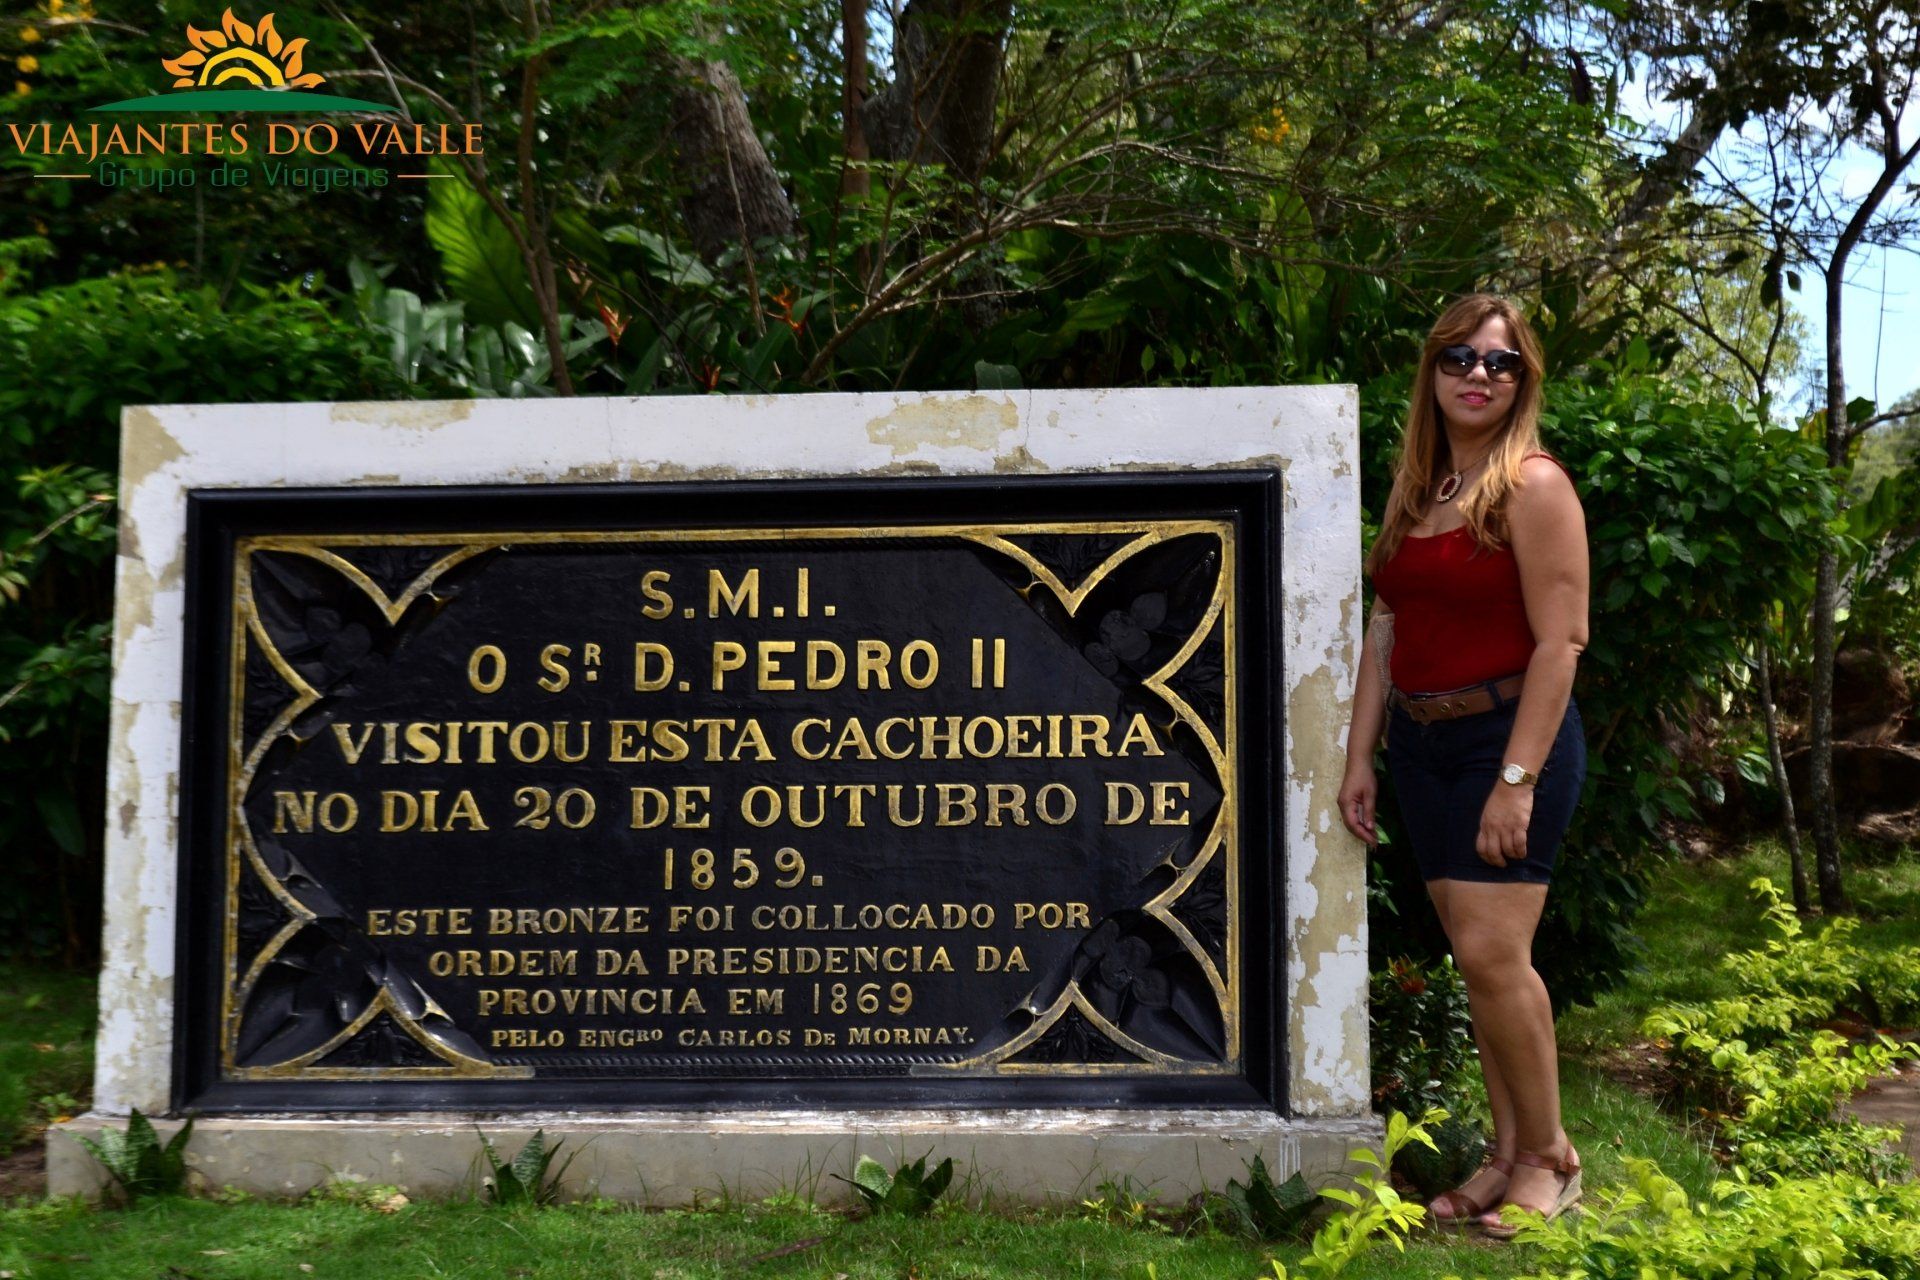 VIAJANTES DO VALLE
Grupo de Viagens
S.M.I.
O SR. D. PEDRO II
VISITOU ESTA CACHOEIRA
NO DIA 20 DE OUTUBRO DE
1859.
ESTE BRONZE FOI COLLOCADO POR
ORDEM DA PRESIDENCIA DA
PROVINCIA EM 1869
PELO ENGRO CARLOS DE MORNAY.